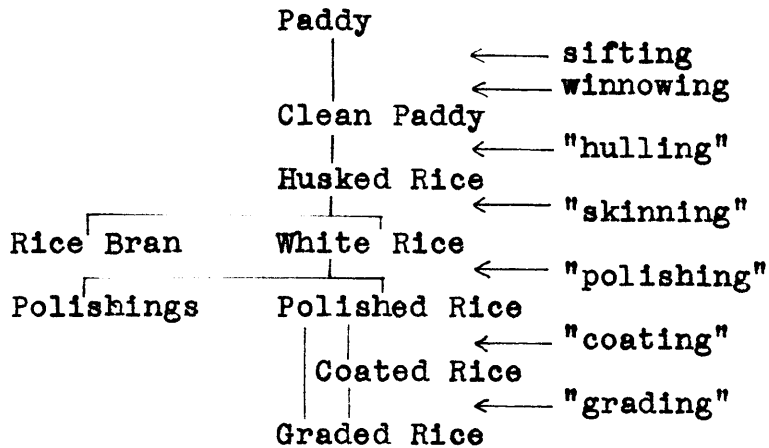 Paddy
sifting
winnowing
Clean Paddy
"hulling"
Husked Rice
"skinning"
Rice Bran White Rice
"polishing"
Polishings Polished Rice
"coating"
Coated Rice
"grading"
Graded Rice